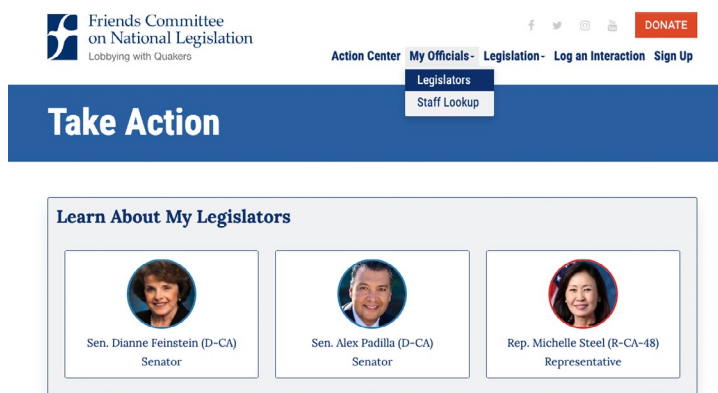 Friends Committee
on National Legislation
Lobbying with Quakers
DONATE
Action Center My Officials- Legislation- Log an Interaction Sign Up
Legislators
Staff Lookup
Take Action
Learn About My Legislators
Sen. Dianne Feinstein (D-CA)
Senator
Sen. Alex Padilla (D-CA)
Senator
Rep. Michelle Steel (R-CA-48)
Representative